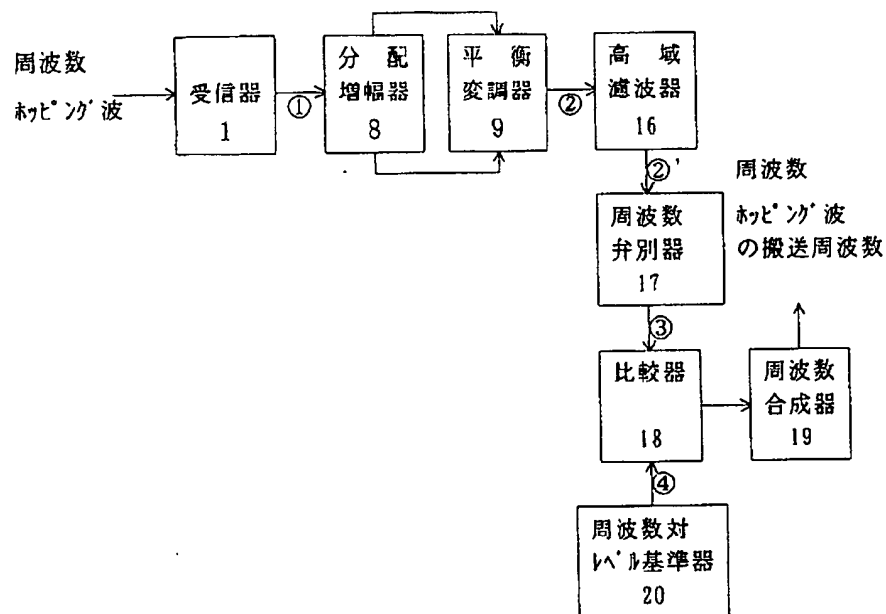 周波数
ホッピング波
受信器
1
①
分配
増幅器
8
平衡
変調器
9
②
高域
濾波器
16
②'
周波数
弁別器
17
周波数
ホッピング波
の搬送周波数
③
比較器
18
周波数
合成器
19
④
周波数対
レベル基準器
20